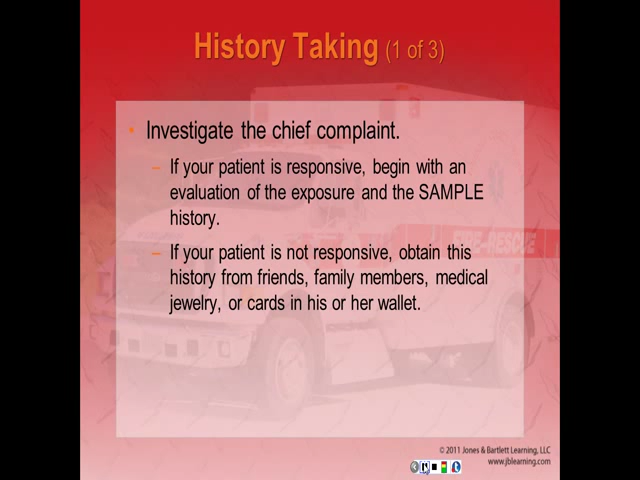 History Taking (1 of 3)
• Investigate the chief complaint.
– If your patient is responsive, begin with an
evaluation of the exposure and the SAMPLE
history.
– If your patient is not responsive, obtain this
history from friends, family members, medical
jewelry, or cards in his or her wallet.
FIRE-RESCUE
© 2011 Jones & Bartlett Learning, LLC
www.jblearning.com